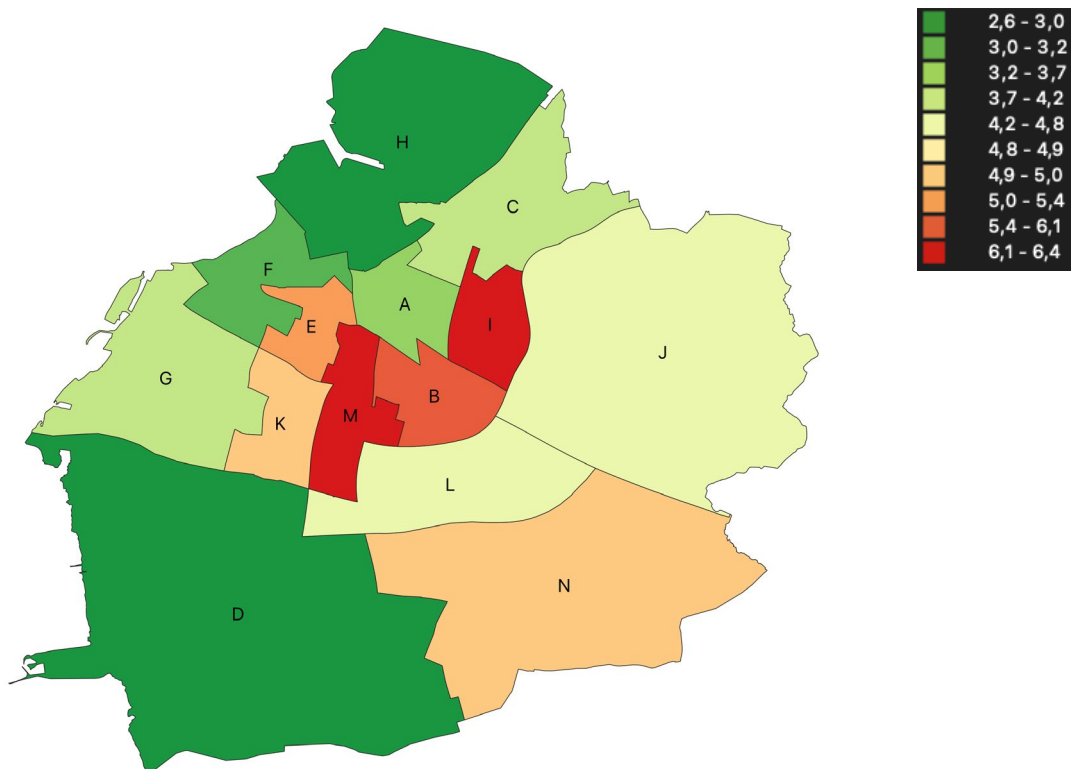 2,6 - 3,0
3,0 - 3,2
3,2 - 3,7
3,7 - 4,2
4,2 - 4,8
4,8 - 4,9
4,9 - 5,0
5,0 - 5,4
5,4 - 6,1
6,1 - 6,4
H
C
F
A
E
I
J
G
B
M
K
L
N
D